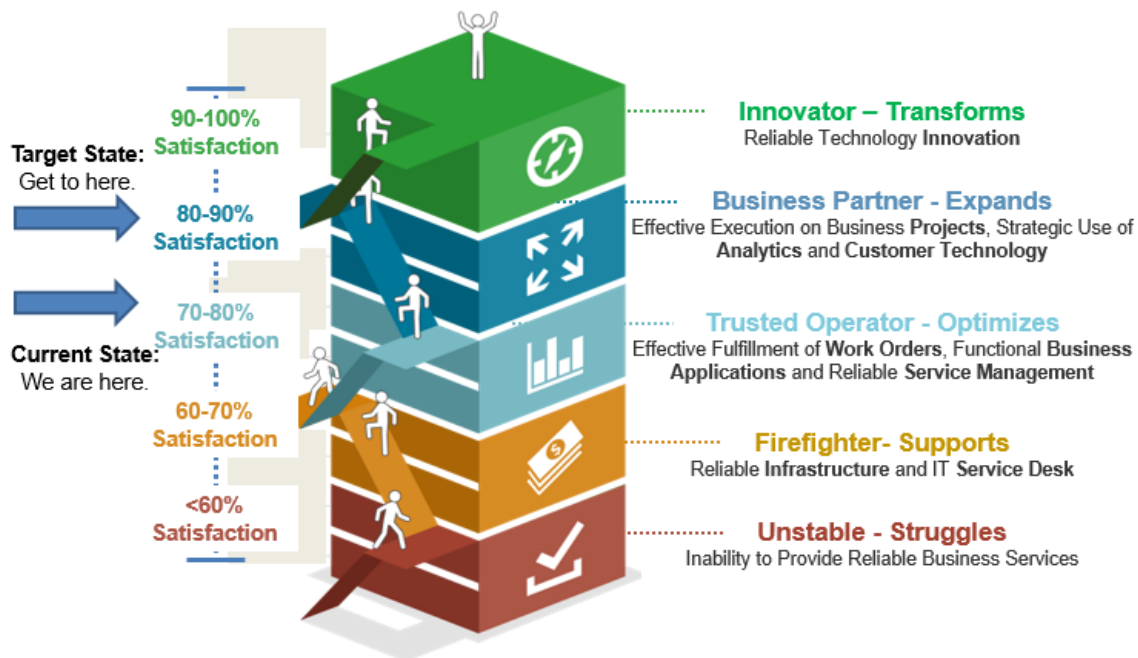 90-100%
Satisfaction
Target State:
Get to here.
80-90%
Satisfaction
70-80%
Satisfaction
Current State:
We are here.
60-70%
Satisfaction
<60%
Satisfaction
$
Innovator – Transforms
Reliable Technology Innovation
Business Partner - Expands
Effective Execution on Business Projects, Strategic Use of
Analytics and Customer Technology
Trusted Operator - Optimizes
Effective Fulfillment of Work Orders, Functional Business
Applications and Reliable Service Management
Firefighter- Supports
Reliable Infrastructure and IT Service Desk
Unstable - Struggles
Inability to Provide Reliable Business Services